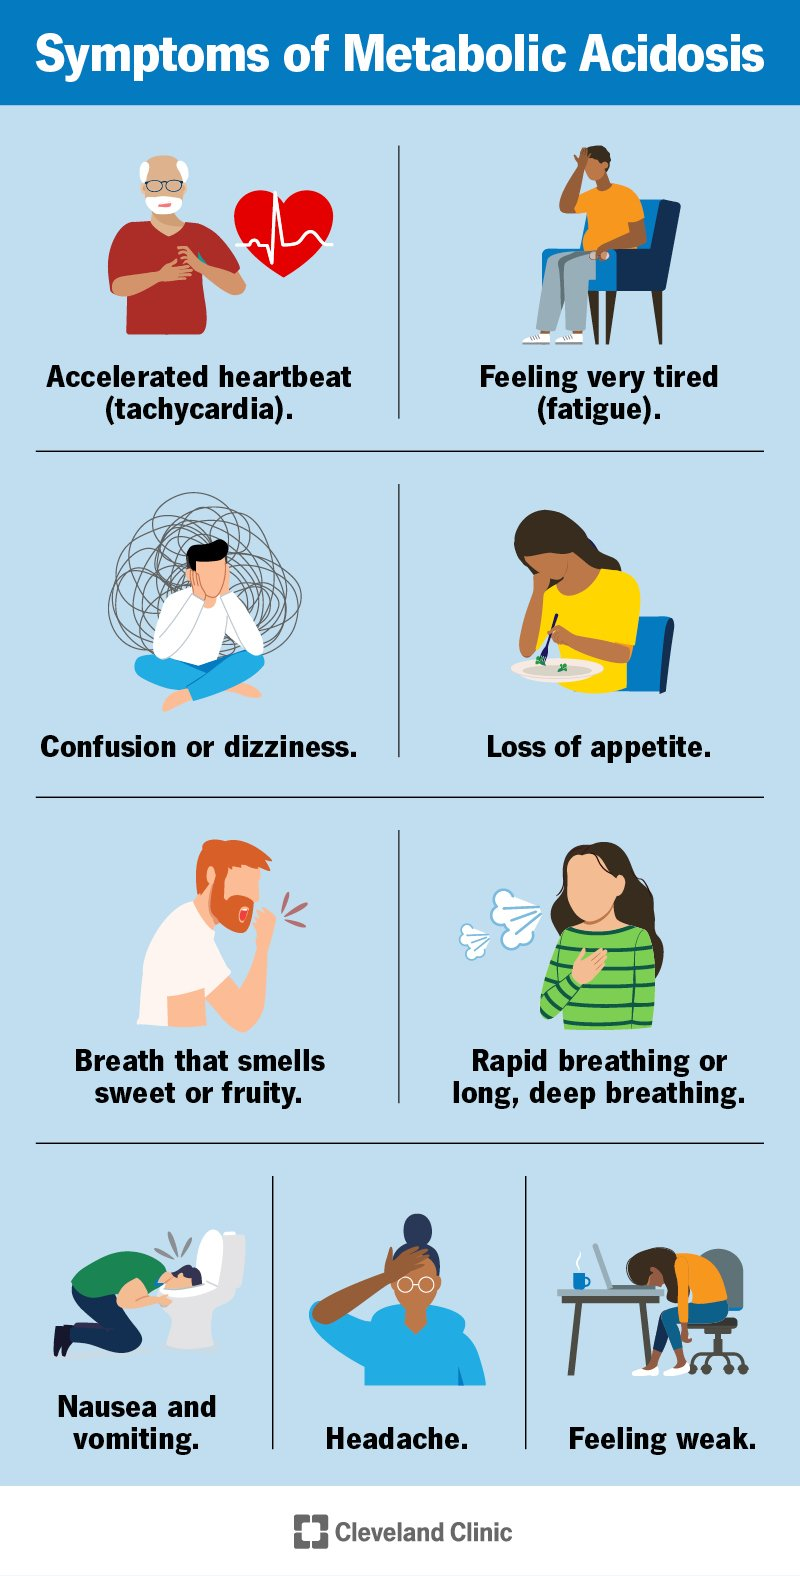 Symptoms of Metabolic Acidosis
Accelerated heartbeat
(tachycardia).
Feeling very tired
(fatigue).
Confusion or dizziness.
Loss of appetite.
Breath that smells
sweet or fruity.
Rapid breathing or
long, deep breathing.
Nausea and
vomiting.
Headache.
Feeling weak.
Cleveland Clinic